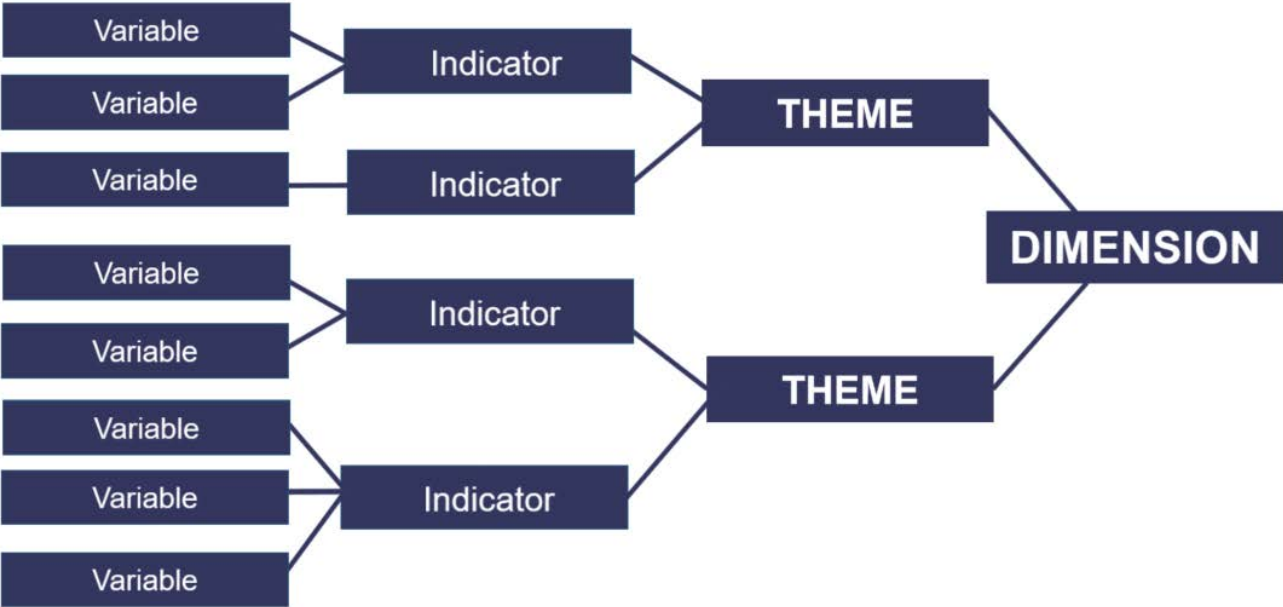 Variable
Variable
Variable
Variable
Variable
Variable
Variable
Variable
Indicator
Indicator
Indicator
Indicator
THEME
THEME
DIMENSION